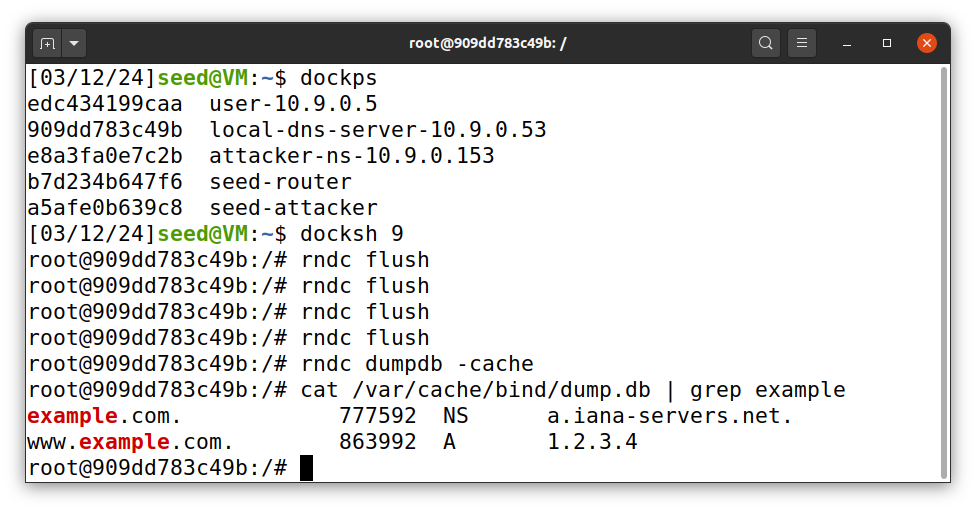 root@909dd783c49b: /
[03/12/24]seed@VM:~$ dockps
edc434199caa  user-10.9.0.5
909dd783c49b  local-dns-server-10.9.0.53
e8a3fa0e7c2b  attacker-ns-10.9.0.153
b7d234b647f6  seed-router
a5afe0b639c8  seed-attacker
[03/12/24]seed@VM:~$ docksh 9
root@909dd783c49b:/# rndc flush
root@909dd783c49b:/# rndc flush
root@909dd783c49b:/# rndc flush
root@909dd783c49b:/# rndc flush
root@909dd783c49b:/# rndc dumpdb -cache
root@909dd783c49b:/# cat /var/cache/bind/dump.db | grep example
example.com.            777592  NS      a.iana-servers.net.
www.example.com.        863992  A       1.2.3.4
root@909dd783c49b:/#